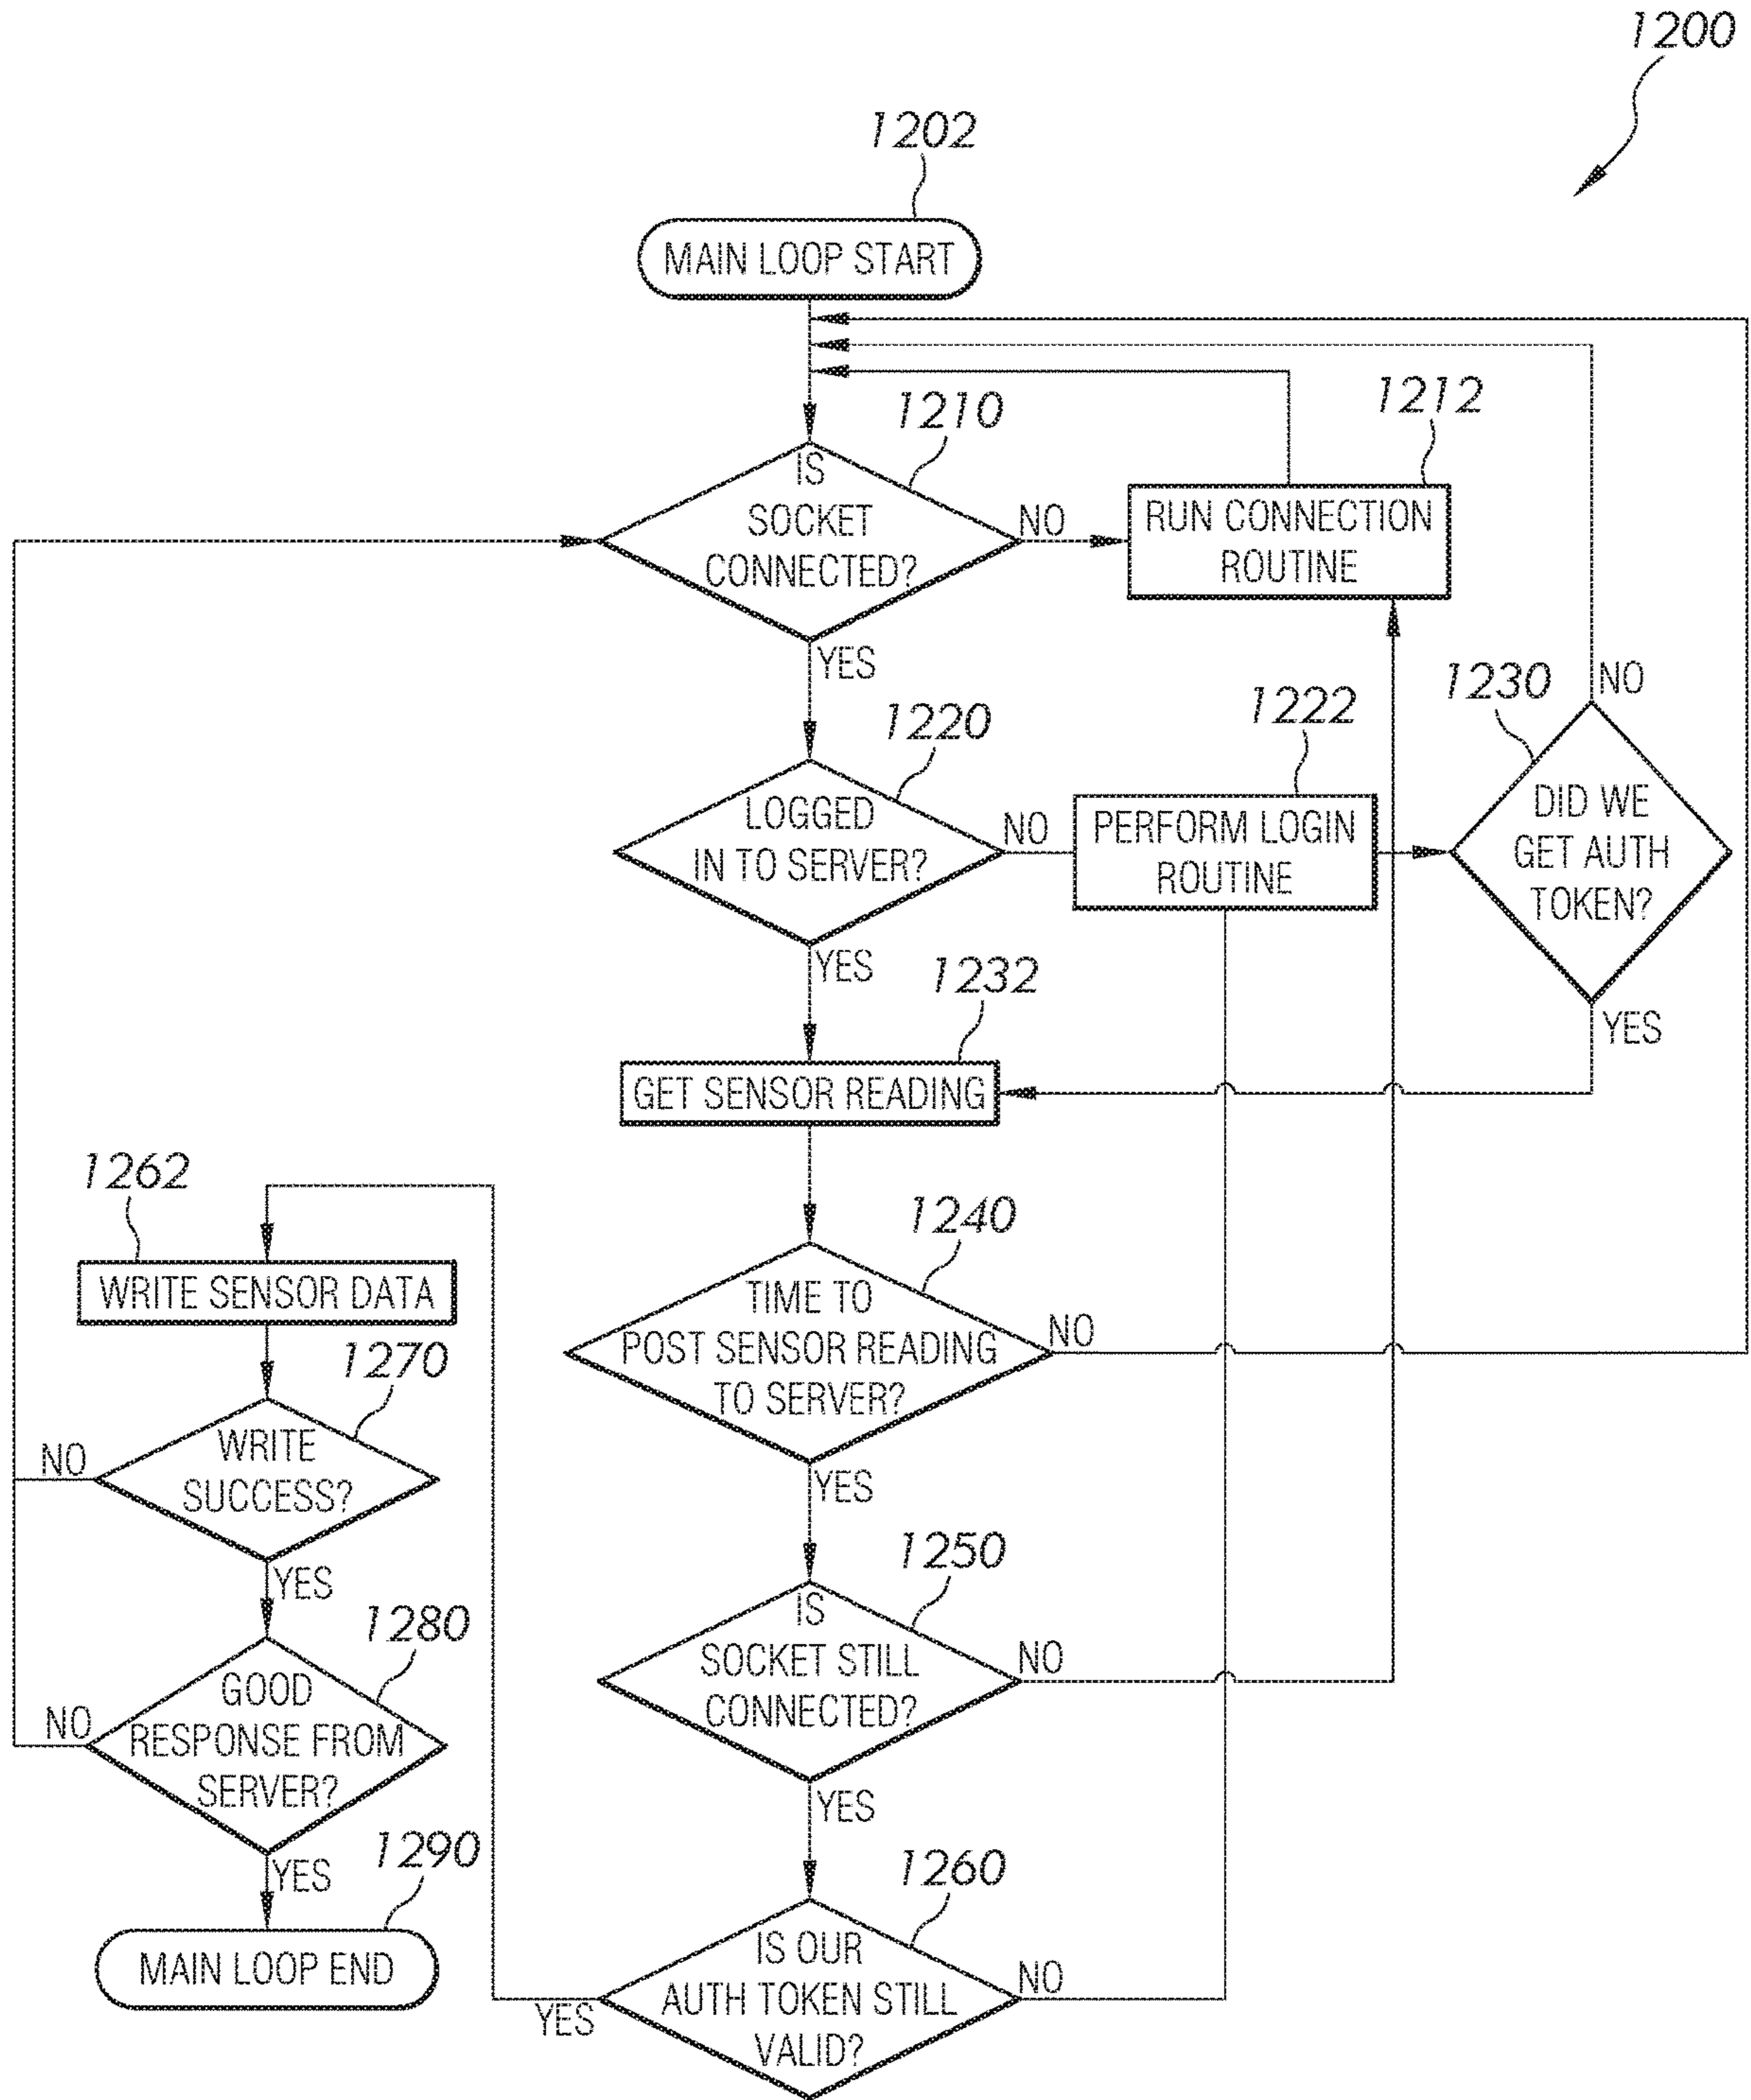 1200
1202
MAIN LOOP START
1210
IS
SOCKET
CONNECTED?
NO
YES
1212
RUN CONNECTION
ROUTINE
1220
LOGGED
IN TO SERVER?
NO
YES
1222
PERFORM LOGIN
ROUTINE
1230
NO
DID WE
GET AUTH
TOKEN?
YES
1232
GET SENSOR READING
1240
TIME TO
POST SENSOR READING
TO SERVER?
NO
YES
1250
IS
SOCKET STILL
CONNECTED?
NO
YES
1260
IS OUR
AUTH TOKEN STILL
VALID?
NO
YES
1262
WRITE SENSOR DATA
1270
WRITE
SUCCESS?
NO
YES
1280
GOOD
RESPONSE FROM
SERVER?
NO
YES
1290
MAIN LOOP END